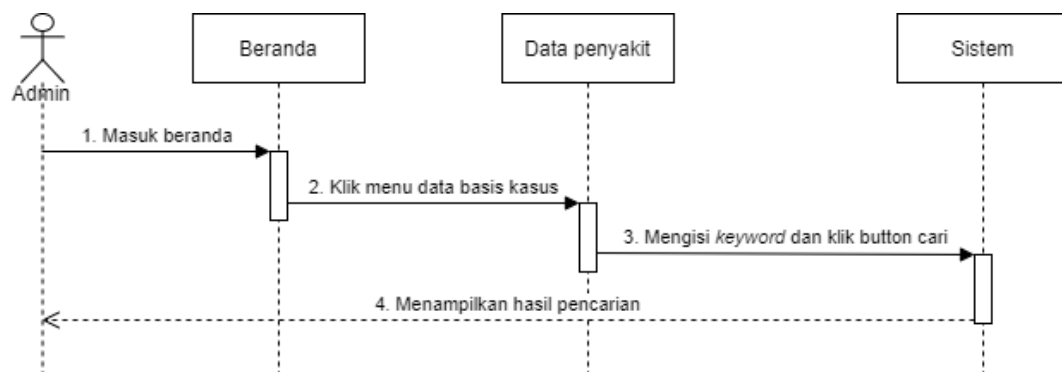 Beranda
Data penyakit
Sistem
Admin
1. Masuk beranda
2. Klik menu data basis kasus
3. Mengisi keyword dan klik button cari
4. Menampilkan hasil pencarian